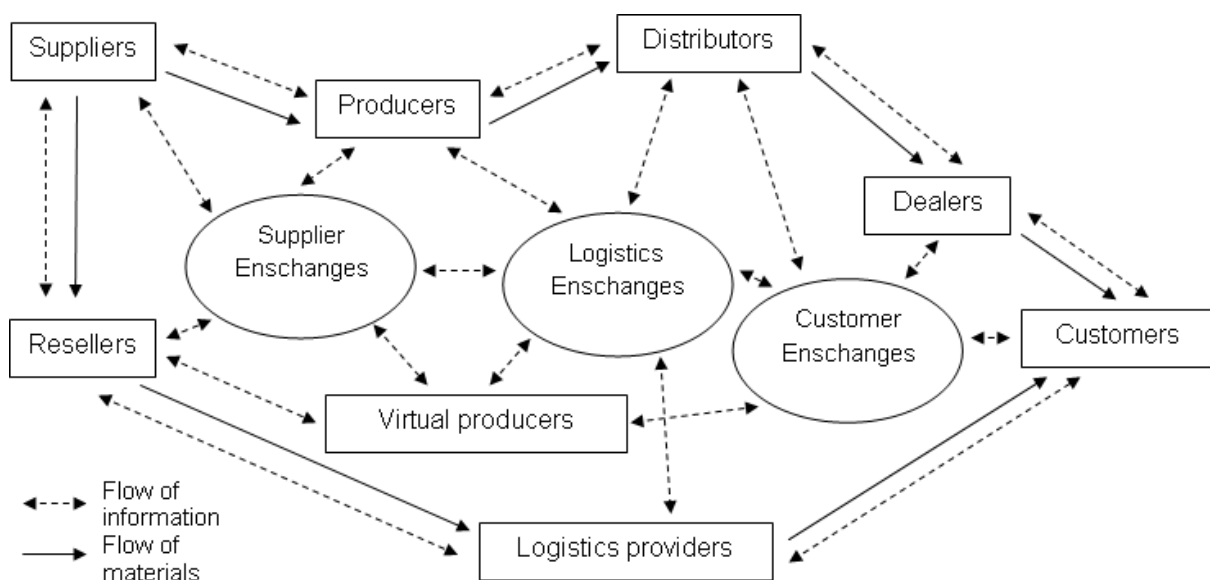 Suppliers
Distributors
Producers
Dealers
Supplier
Enschanges
Logistics
Enschanges
Customer
Enschanges
Resellers
Customers
Virtual producers
Flow of
information
Flow of
materials
Logistics providers